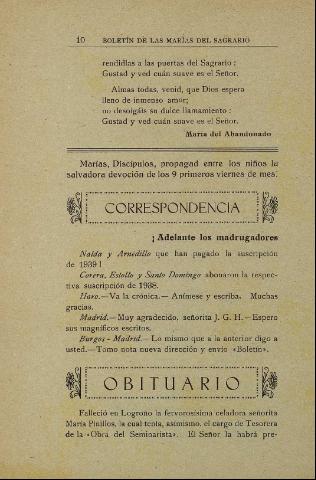 10 BOLETÍN DE LAS MARÍAS DEL SAGRARIO
rendidlas a las puertas del Sagrario:
Gustad y ved cuán suave es el Señor.
Almas todas, venid, que Dios espera
lleno de inmenso amor;
no desoigáis su dulce llamamiento:
Gustad y ved cuán suave es el Señor.
María del Abandonado
Marías, Discípulos, propagad entre los niños la
salvadora devoción de los 9 primeros viernes de mes.
CORRESPONDENCIA
¡Adelante los madrugadores
Nalda y Arnedillo que han pagado la suscripción
de 1939!
Corera, Estollo y Santo Domingo abonaron la respec-
tiva suscripción de 1938.
Haro.—Va la crónica.— Anímese y escriba. Muchas
gracias.
Madrid.—Muy agradecido, señorita J. G. H.—Espero
sus magníficos escritos.
Burgos - Madrid.—Lo mismo que a la anterior digo a
usted.—Tomo nota nueva dirección y envío «Boletín».
OBITUARIO
Falleció en Logroño la fervorosísima celadora señorita
María Pinillos, la cual tenía, asimismo, el cargo de Tesorera
de la «Obra del Seminarista». El Señor la habrá pre-